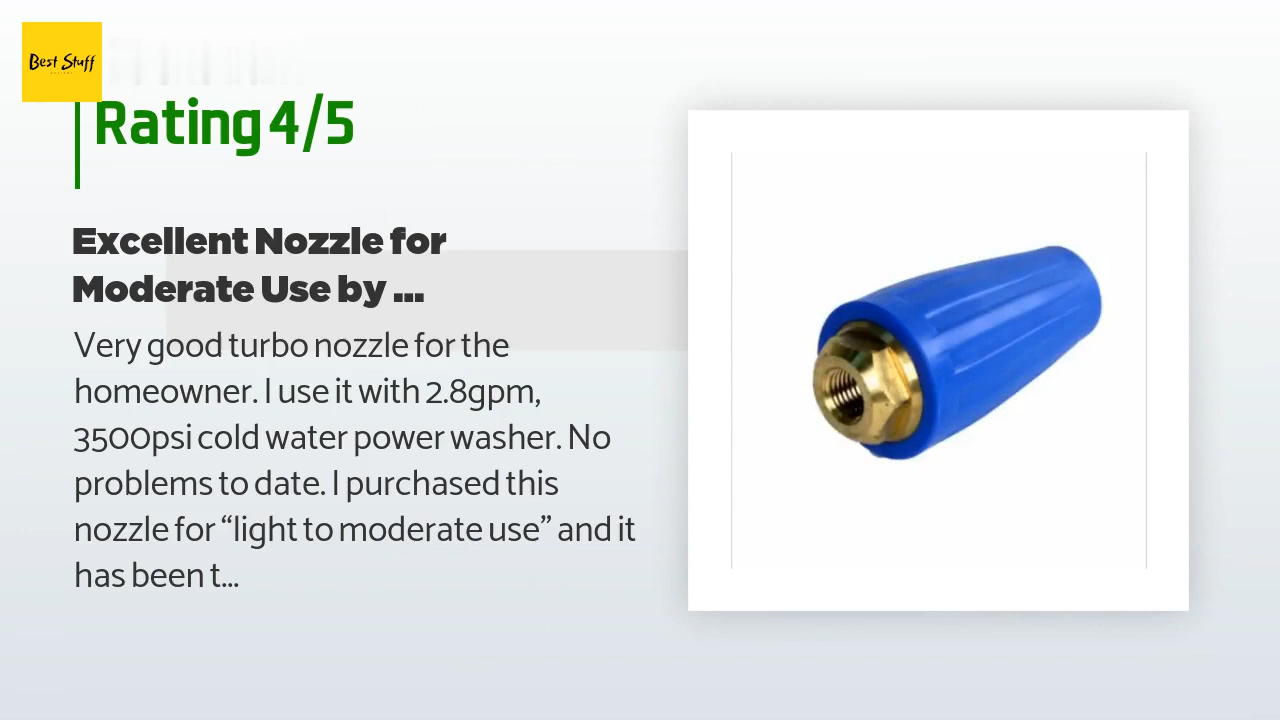 Best Stuff
Rating 4/5
Excellent Nozzle for
Moderate Use by ...
Very good turbo nozzle for the
homeowner. I use it with 2.8gpm,
3500psi cold water power washer. No
problems to date. I purchased this
nozzle for “light to moderate use” and it
has been t...